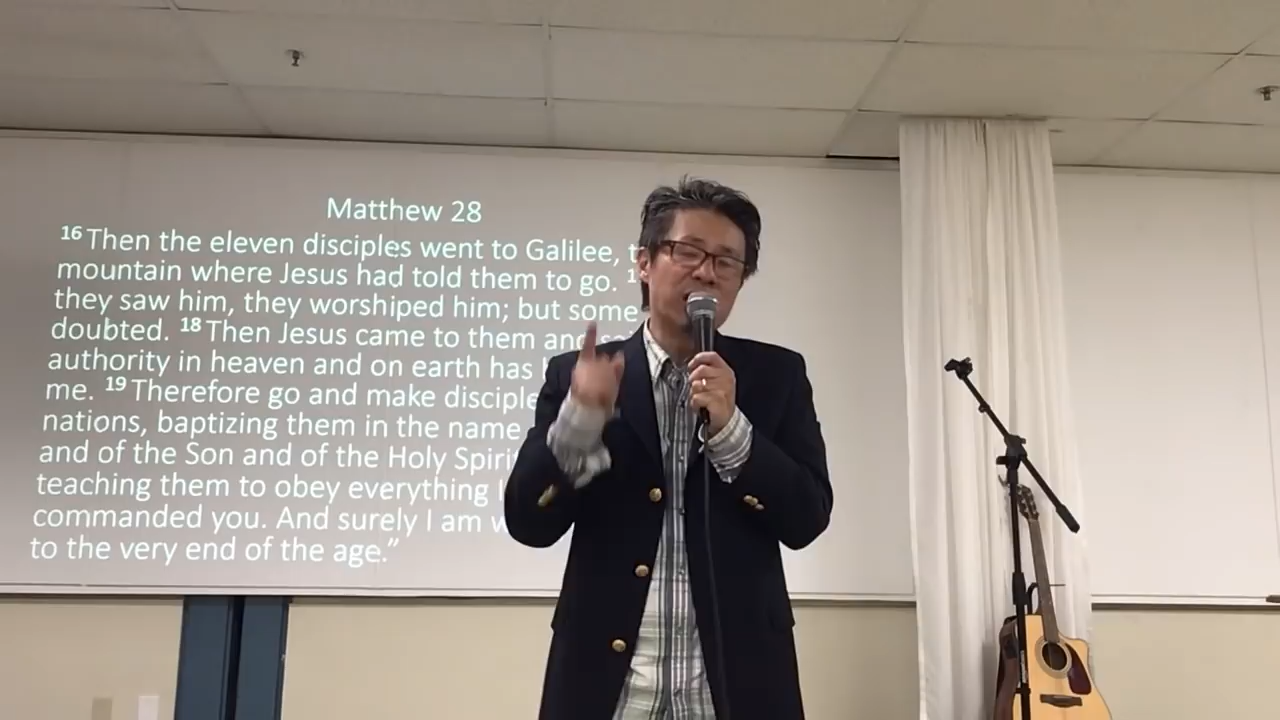 Matthew 28
16 Then the eleven disciples went to Galilee,
mountain where Jesus had told them to go.
they saw him, they worshiped him; but some
doubted. 18 Then Jesus came to them and
authority in heaven and on earth has
me. 19 Therefore go and make
nations, baptizing them in the name
and of the Son and of the Holy
teaching them to obey everything I
commanded you. And surely I am
to the very end of the age.”